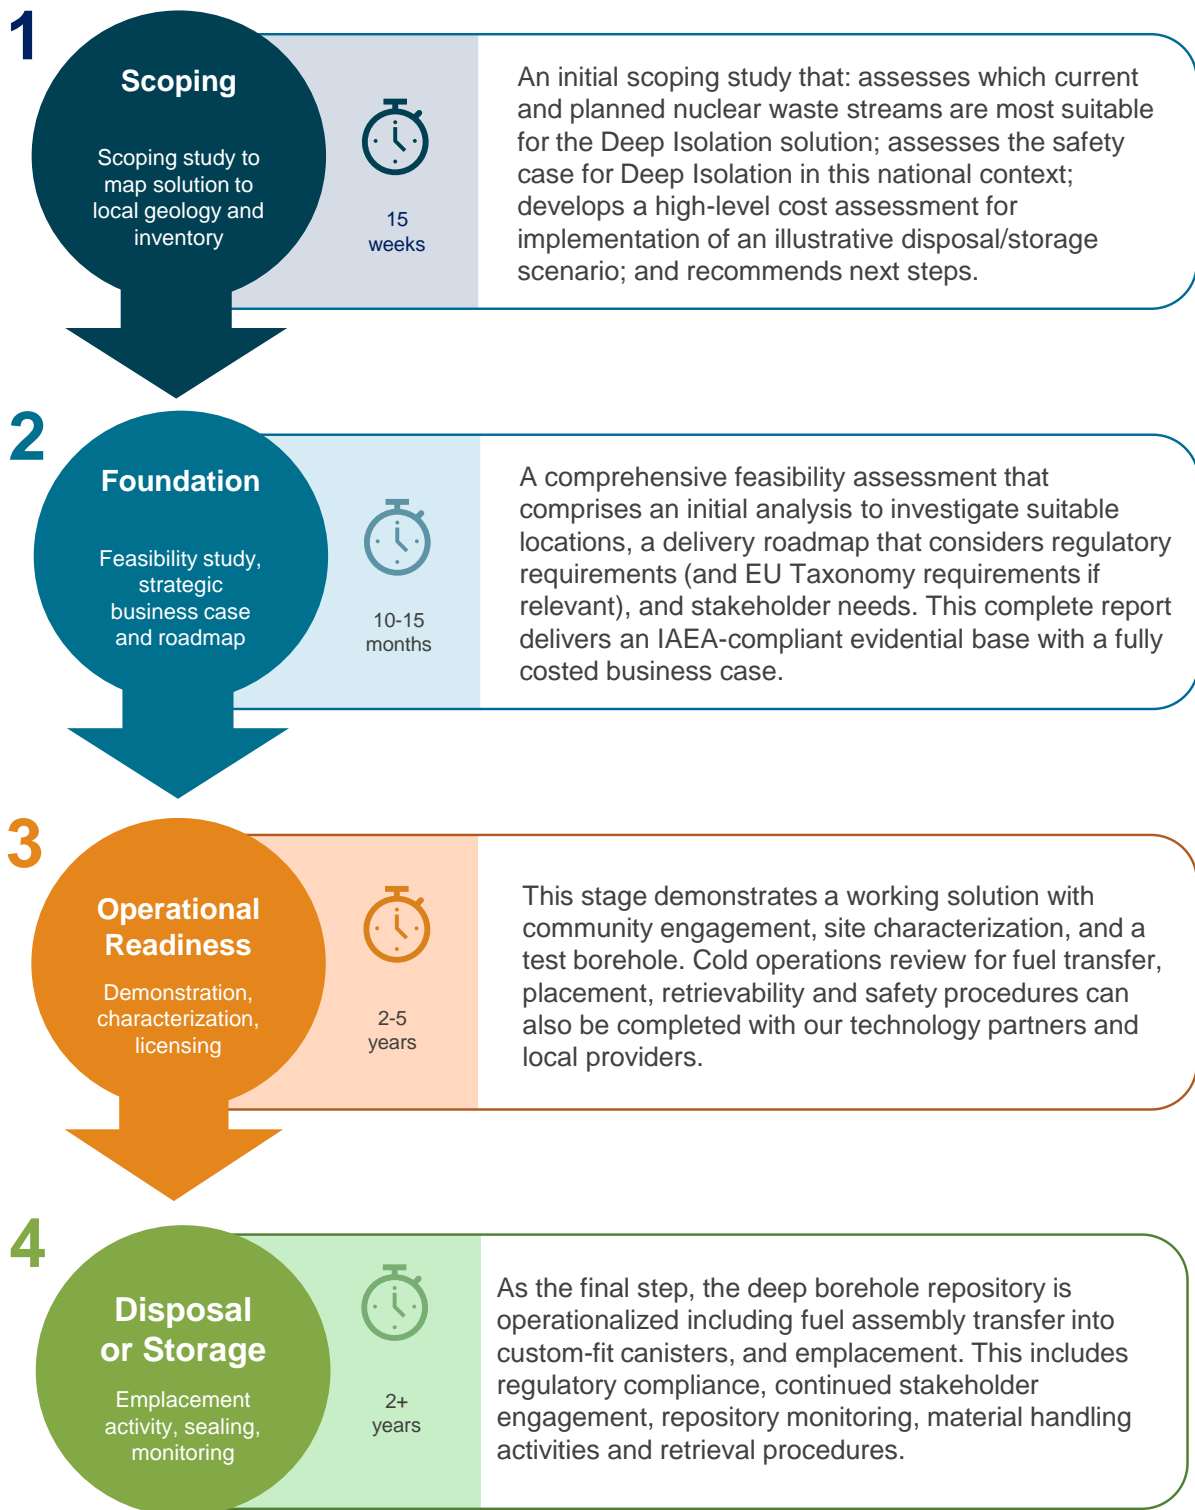 1
Scoping
Scoping study to
map solution to
local geology and
inventory
15
weeks
An initial scoping study that: assesses which current
and planned nuclear waste streams are most suitable
for the Deep Isolation solution; assesses the safety
case for Deep Isolation in this national context;
develops a high-level cost assessment for
implementation of an illustrative disposal/storage
scenario; and recommends next steps.
2
Foundation
Feasibility study,
strategic
business case
and roadmap
10-15
months
A comprehensive feasibility assessment that
comprises an initial analysis to investigate suitable
locations, a delivery roadmap that considers regulatory
requirements (and EU Taxonomy requirements if
relevant), and stakeholder needs. This complete report
delivers an IAEA-compliant evidential base with a fully
costed business case.
3
Operational
Readiness
Demonstration,
characterization,
licensing
2-5
years
This stage demonstrates a working solution with
community engagement, site characterization, and a
test borehole. Cold operations review for fuel transfer,
placement, retrievability and safety procedures can
also be completed with our technology partners and
local providers.
4
Disposal
or Storage
Emplacement
activity, sealing,
monitoring
2+
years
As the final step, the deep borehole repository is
operationalized including fuel assembly transfer into
custom-fit canisters, and emplacement. This includes
regulatory compliance, continued stakeholder
engagement, repository monitoring, material handling
activities and retrieval procedures.